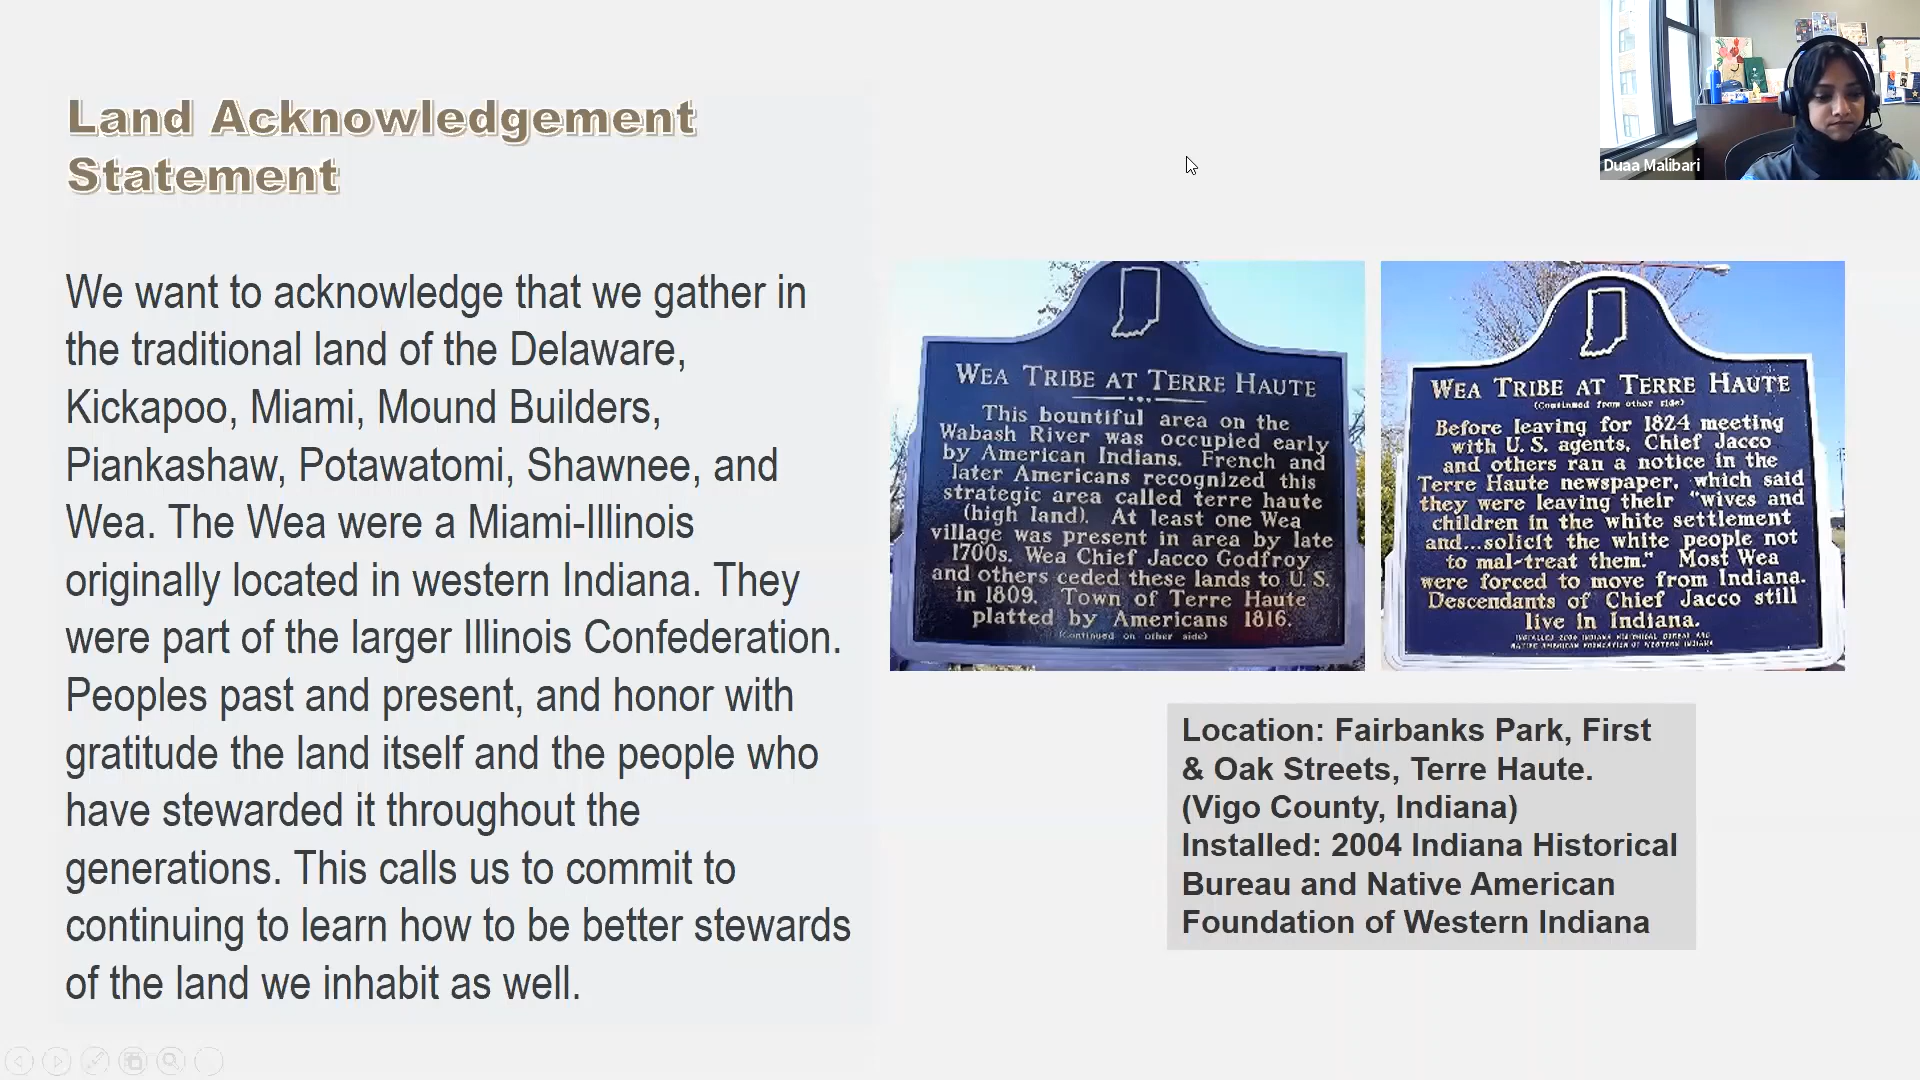 Land Acknowledgement
Statement
We want to acknowledge that we gather in
the traditional land of the Delaware,
Kickapoo, Miami, Mound Builders,
Piankashaw, Potawatomi, Shawnee, and
Wea. The Wea were a Miami-Illinois
originally located in western Indiana. They
were part of the larger Illinois Confederation.
Peoples past and present, and honor with
gratitude the land itself and the people who
have stewarded it throughout the
generations. This calls us to commit to
continuing to learn how to be better stewards
of the land we inhabit as well.
Duaa Malibari
WEA TRIBE AT TERRE HAUTE
This bountiful area on the
Wabash River was occupied early
by American Indians. French and
later Americans recognized this
strategic area called terre haute
(high land). At least one Wea
village was present in area by late
1700s. Wea Chief Jacco Godfroy
and others ceded these lands to U. S.
in 1809. Town of Terre Haute
platted by Americans 1816.
(Continued on other side)
WEA TRIBE AT TERRE HAUTE
(Continued from other side)
Before leaving for 1824 meeting
with U. S. agents, Chief Jacco
and others ran a notice in the
Terre Haute newspaper, which said
they were leaving their "wives and
children in the white settlement
and...solicit the white people not
to mal-treat them." Most Wea
were forced to move from Indiana.
Descendants of Chief Jacco still
live in Indiana.
INSTALLED 2004 INDIANA HISTORICAL BUREAU AND
NATIVE AMERICAN FOUNDATION OF WESTERN INDIANA
Location: Fairbanks Park, First
& Oak Streets, Terre Haute.
(Vigo County, Indiana)
Installed: 2004 Indiana Historical
Bureau and Native American
Foundation of Western Indiana